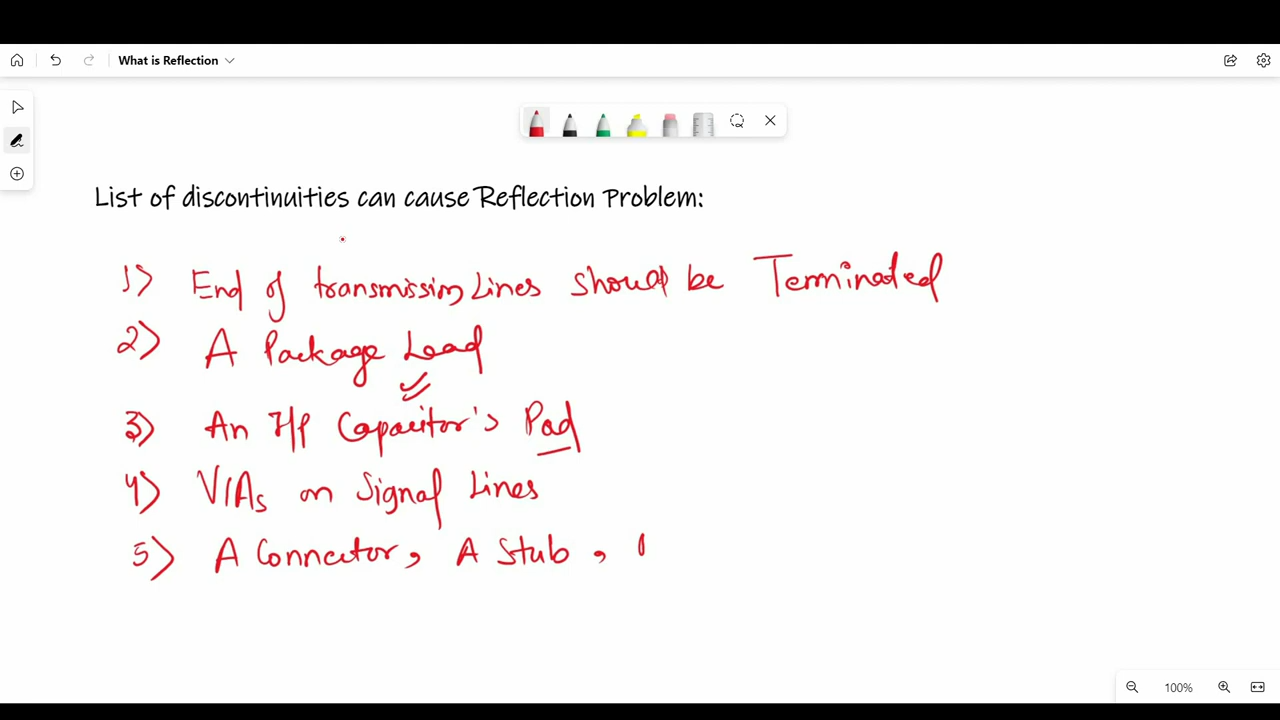 What is Reflection
List of discontinuities can cause Reflection Problem:
1) End of transmission Lines should be Terminated
2) A Package Lead
3) An I/P Capacitor's Pad
4) VIAs on Signal Lines
5) A Connector, A Stub,
100%